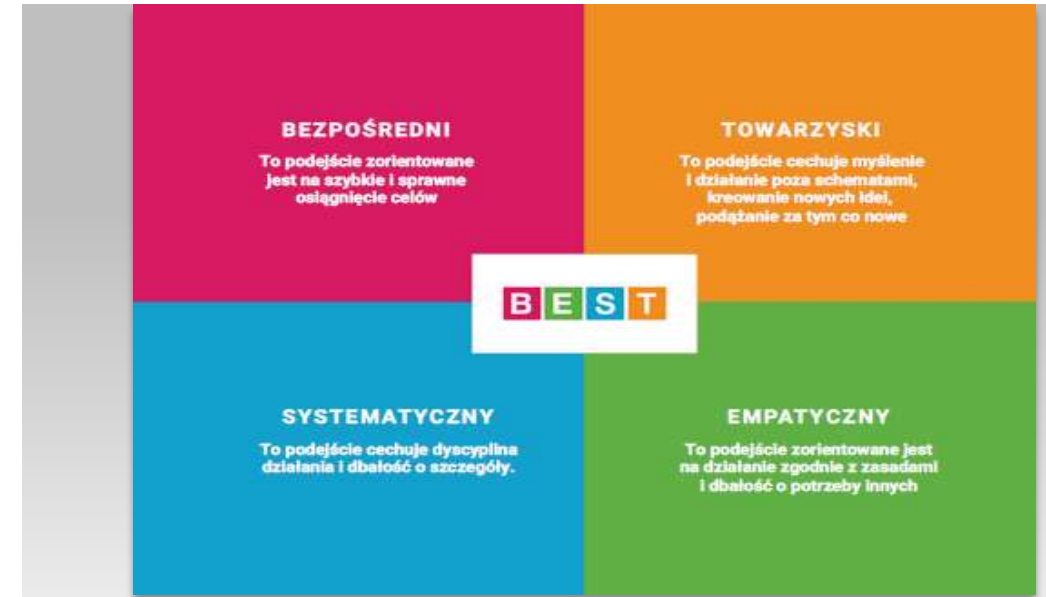 BEZPOŚREDNI
To podejście zorientowane
jest na szybkie i sprawne
osiągnięcie celów
TOWARZYSKI
To podejście cechuje myślenie
i działanie poza schematami,
kreowanie nowych idei,
podążanie za tym co nowe
BEST
SYSTEMATYCZNY
To podejście cechuje dyscyplina
działania i dbałość o szczegóły.
EMPATYCZNY
To podejście zorientowane jest
na działanie zgodnie z zasadami
i dbałość o potrzeby innych